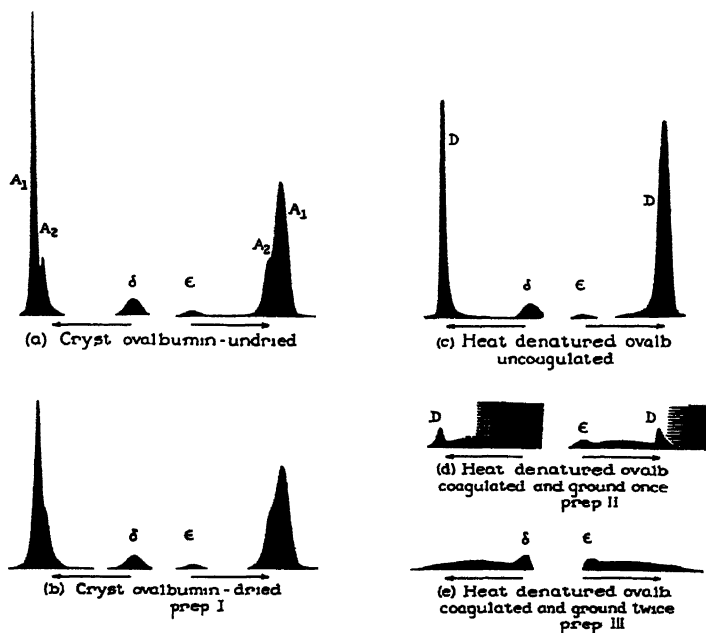 A₁
A₂
δ
ϵ
A₂
A₁
(a) Cryst ovalbumin-undried
D
δ
ϵ
D
(c) Heat denatured ovalb
uncoagulated
δ
ϵ
(b) Cryst ovalbumin-dried
prep I
D
ϵ
D
(d) Heat denatured ovalb
coagulated and ground once
prep II
δ
ϵ
(e) Heat denatured ovalb
coagulated and ground twice
prep III